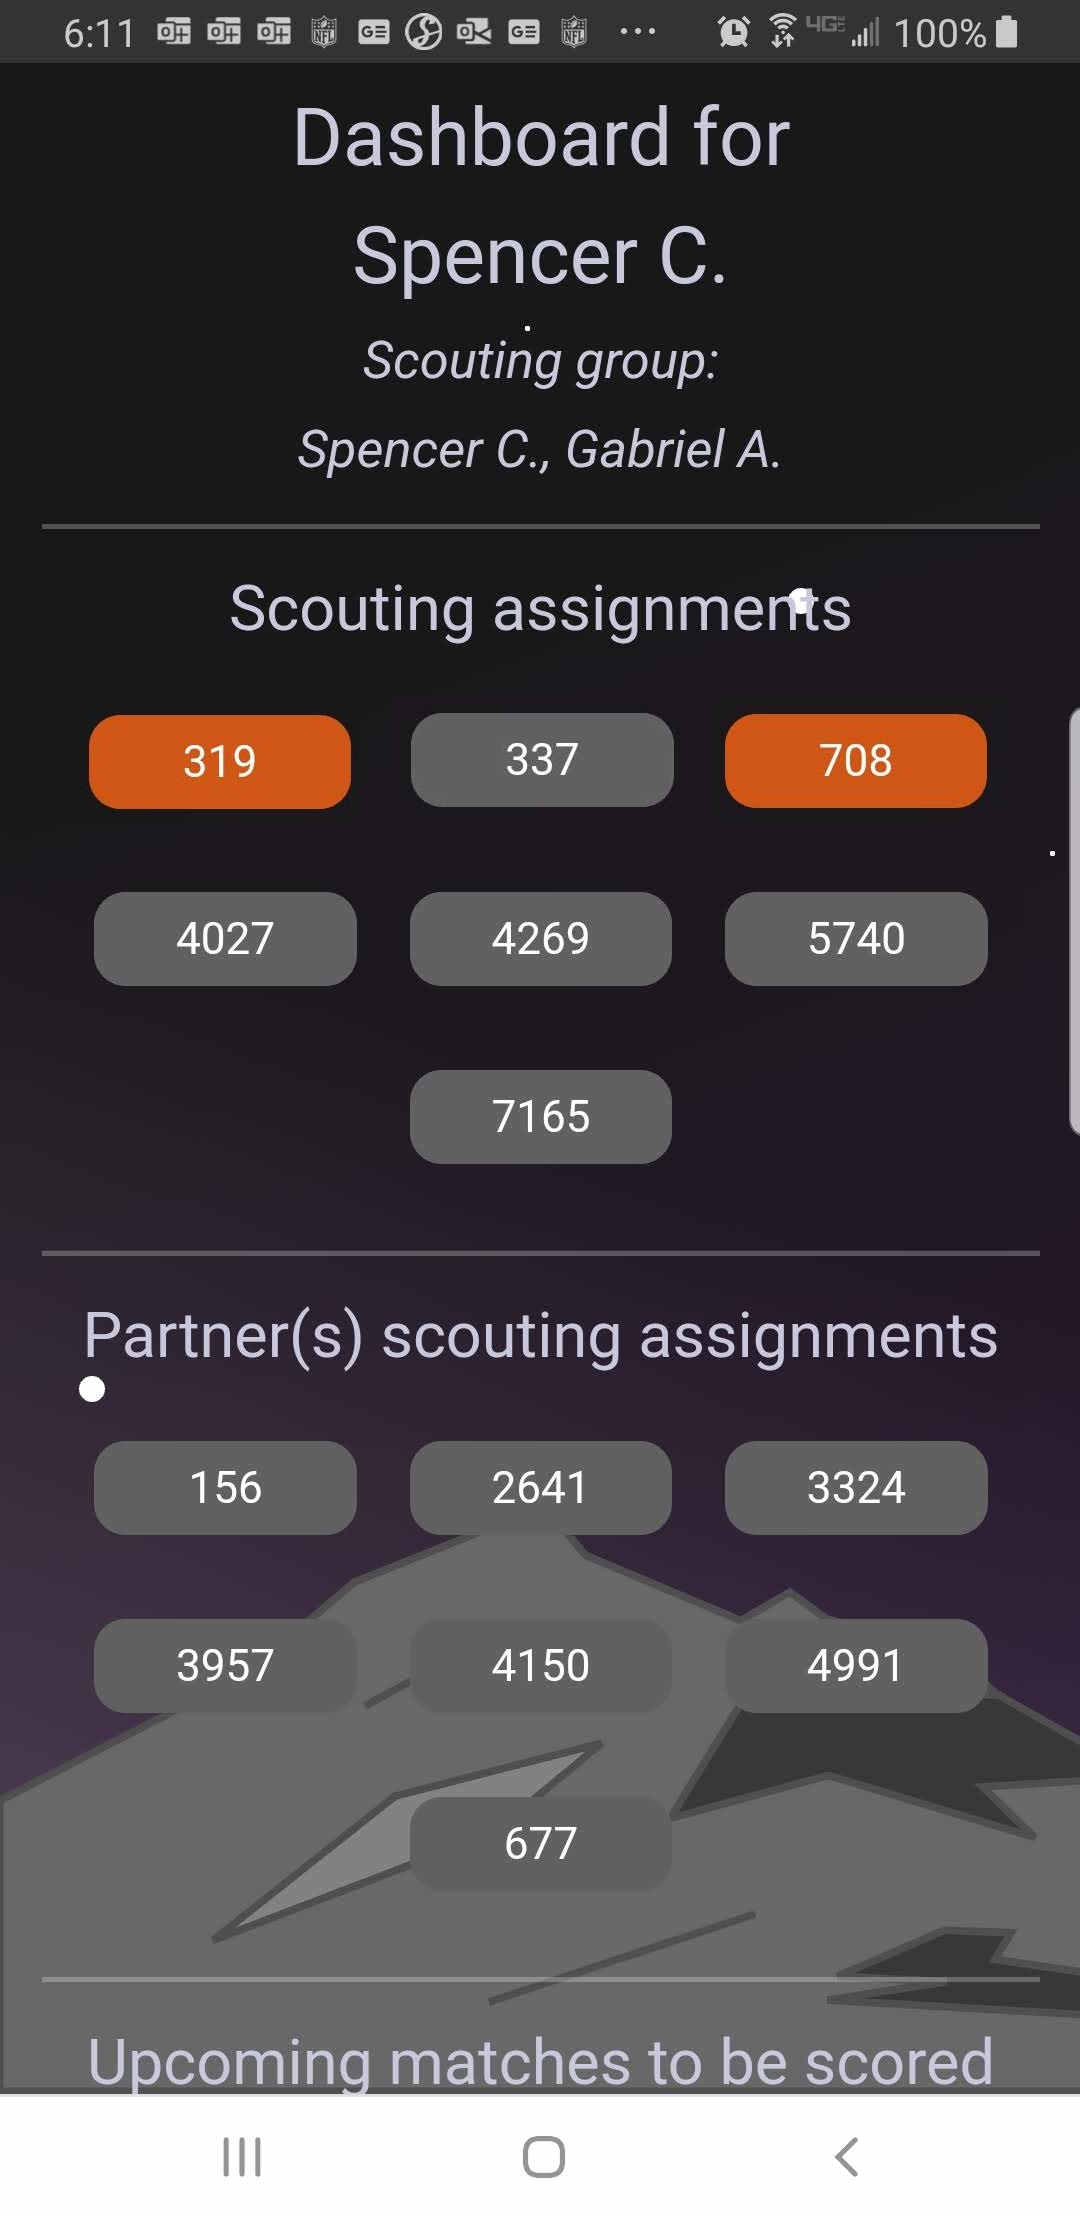 6:11 100%
Dashboard for
Spencer C.
Scouting group:
Spencer C., Gabriel A.
Scouting assignments
319 337 708
4027 4269 5740
7165
Partner(s) scouting assignments
156 2641 3324
3957 4150 4991
677
Upcoming matches to be scored